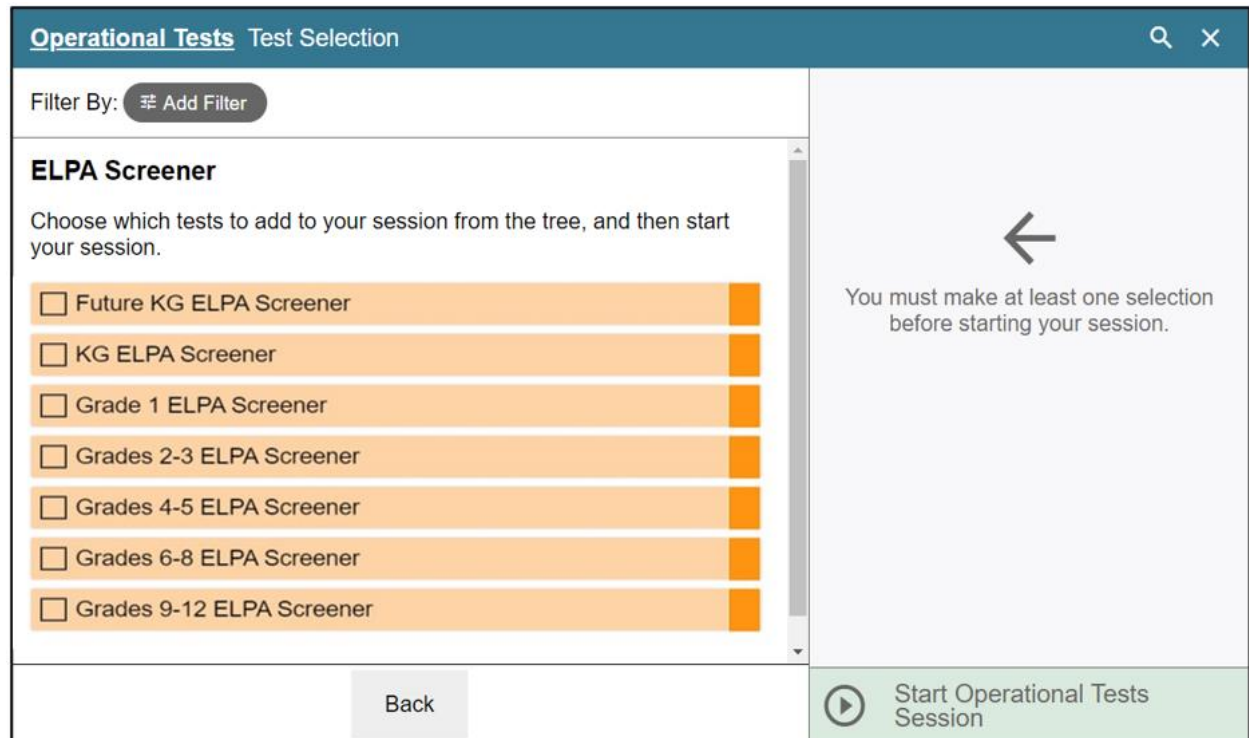 Operational Tests Test Selection
Filter By: Add Filter
ELPA Screener
Choose which tests to add to your session from the tree, and then start
your session.
Future KG ELPA Screener
KG ELPA Screener
Grade 1 ELPA Screener
Grades 2-3 ELPA Screener
Grades 4-5 ELPA Screener
Grades 6-8 ELPA Screener
Grades 9-12 ELPA Screener
Back
You must make at least one selection
before starting your session.
Start Operational Tests
Session